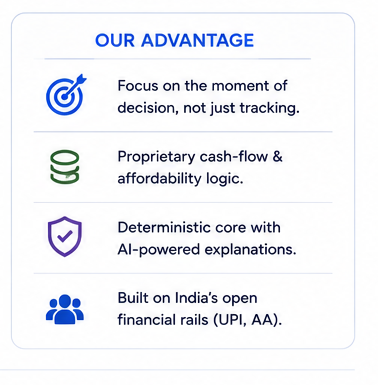 OUR ADVANTAGE
Focus on the moment of
decision, not just tracking.
Proprietary cash-flow &
affordability logic.
Deterministic core with
AI-powered explanations.
Built on India's open
financial rails (UPI, AA).